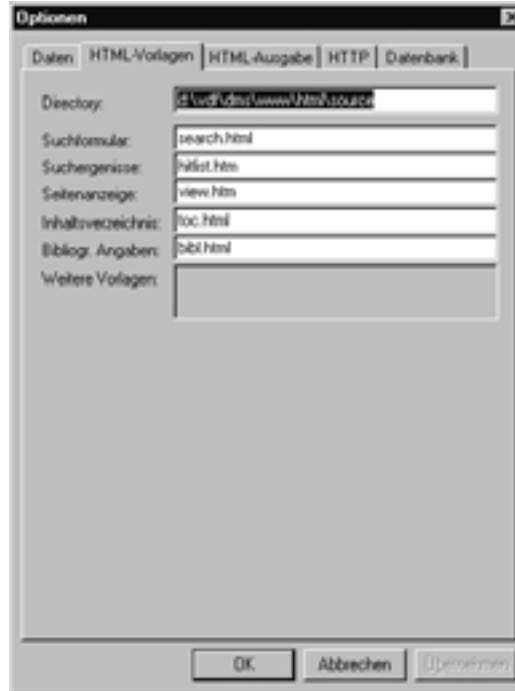 Optionen
Daten HTML-Vorlagen HTML-Ausgabe HTTP Datenbank
Directory: d:\vdf\dms\www\html\source
Suchformular: search.html
Suchergenisse: hitlist.htm
Seitenanzeige: view.htm
Inhaltsverzeichnis: toc.html
Bibliogr. Angaben: bibl.html
Weitere Vorlagen:
OK Abbrechen Übernehmen